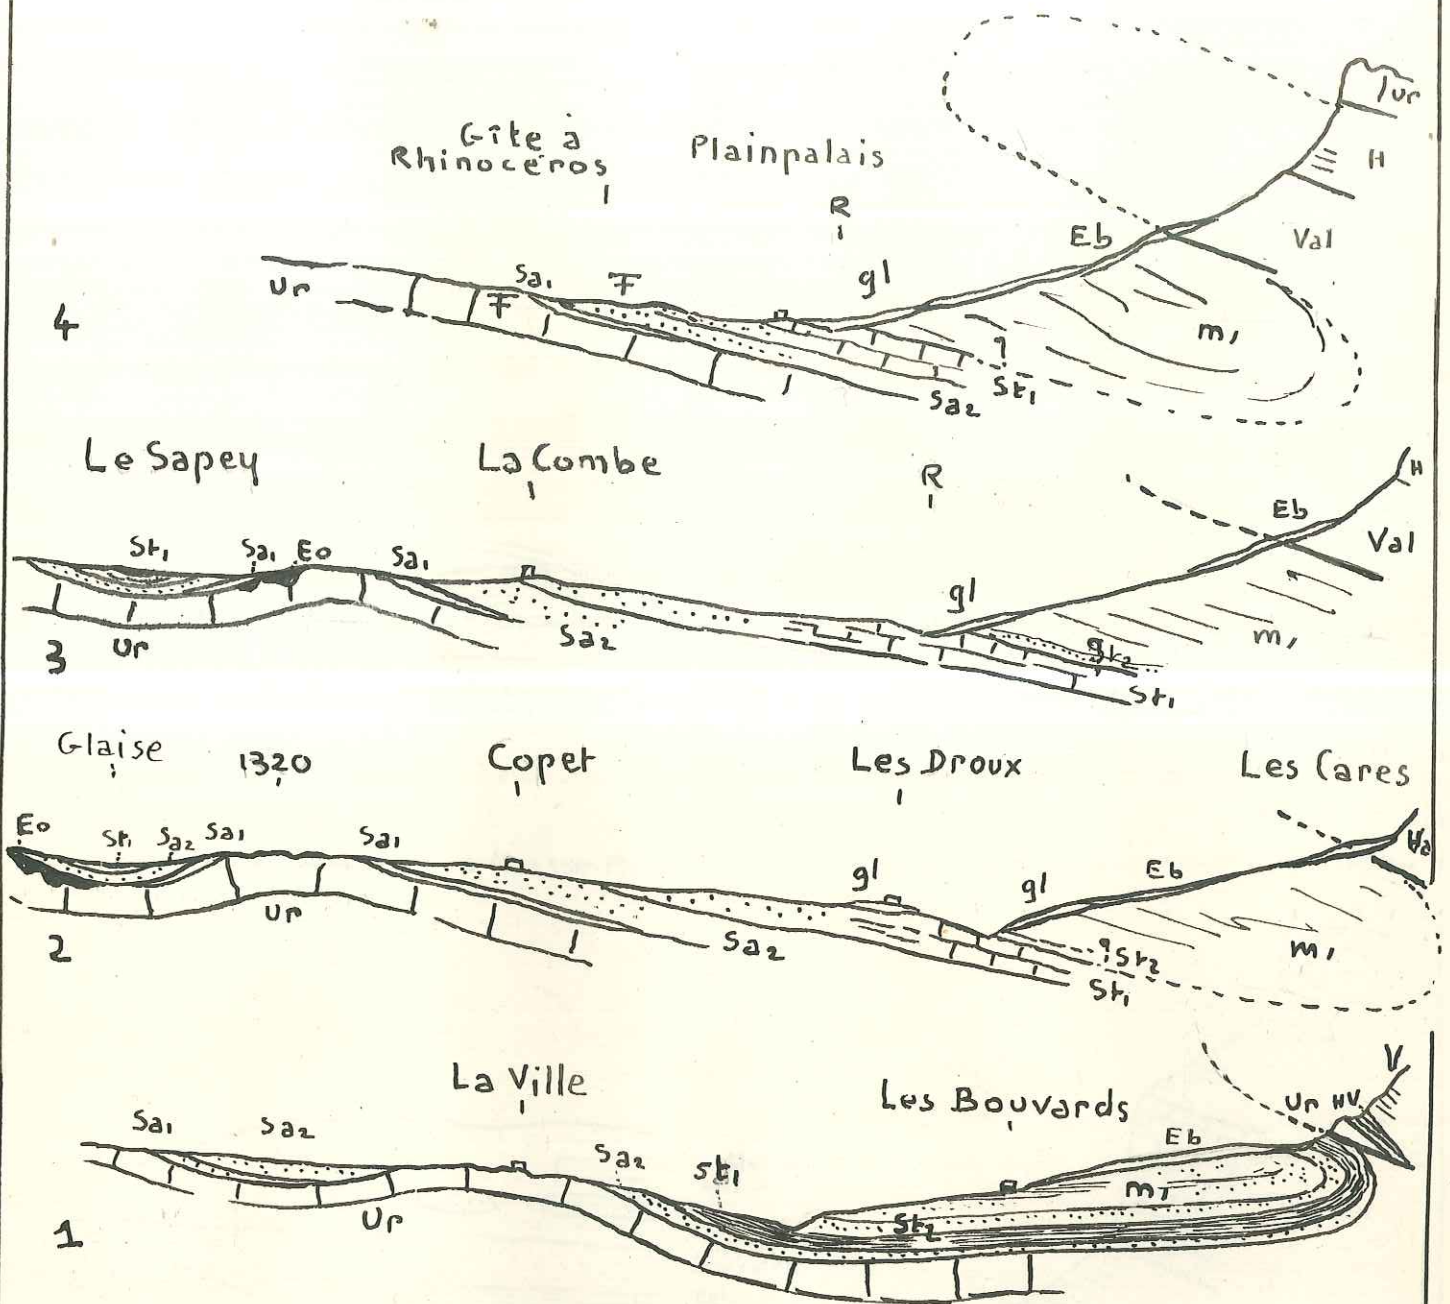 Gîte à
Rhinocéros
Plainpalais
Ur
H
R
Eb
Val
gl
Sa1
F
Ur
F
4
m1
?
St1
Sa2
Le Sapey
La Combe
R
H
Eb
Val
St1
Sa1
Eo
Sa1
gl
Sa2
m1
St2
3
Ur
St1
Glaise
1320
Copet
Les Droux
Les Cares
Eo
St1
Sa2
Sa1
Sa1
Va
gl
gl
Eb
Ur
2
Sa2
m1
?
St2
St1
La Ville
Les Bouvards
V
Ur
HV
Sa1
Sa2
Eb
Sa2
St1
m1
St2
Ur
1